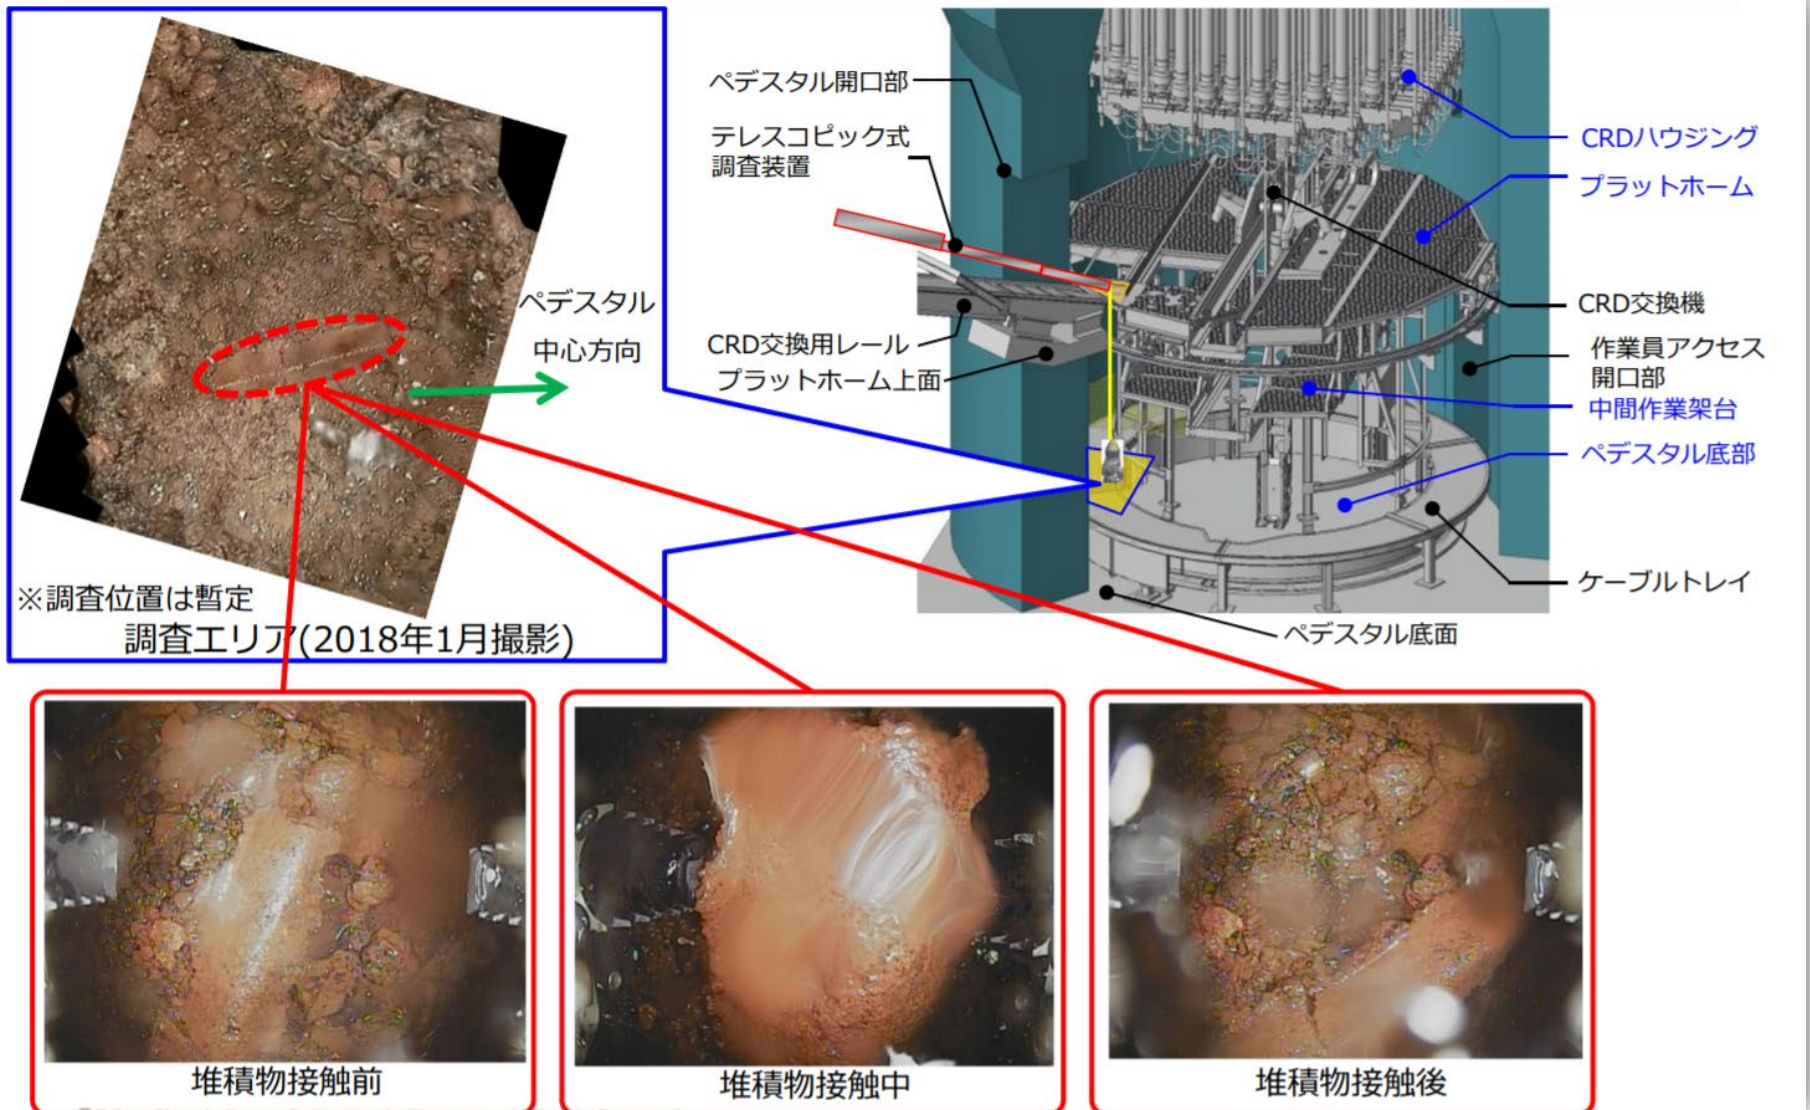 ペデスタル開口部
テレスコピック式
調査装置
CRD交換用レール
プラットホーム上面
CRDハウジング
プラットホーム
CRD交換機
作業員アクセス
開口部
中間作業架台
ペデスタル底部
ケーブルトレイ
ペデスタル底面
ペデスタル
中心方向
※調査位置は暫定
調査エリア(2018年1月撮影)
堆積物接触前
堆積物接触中
堆積物接触後